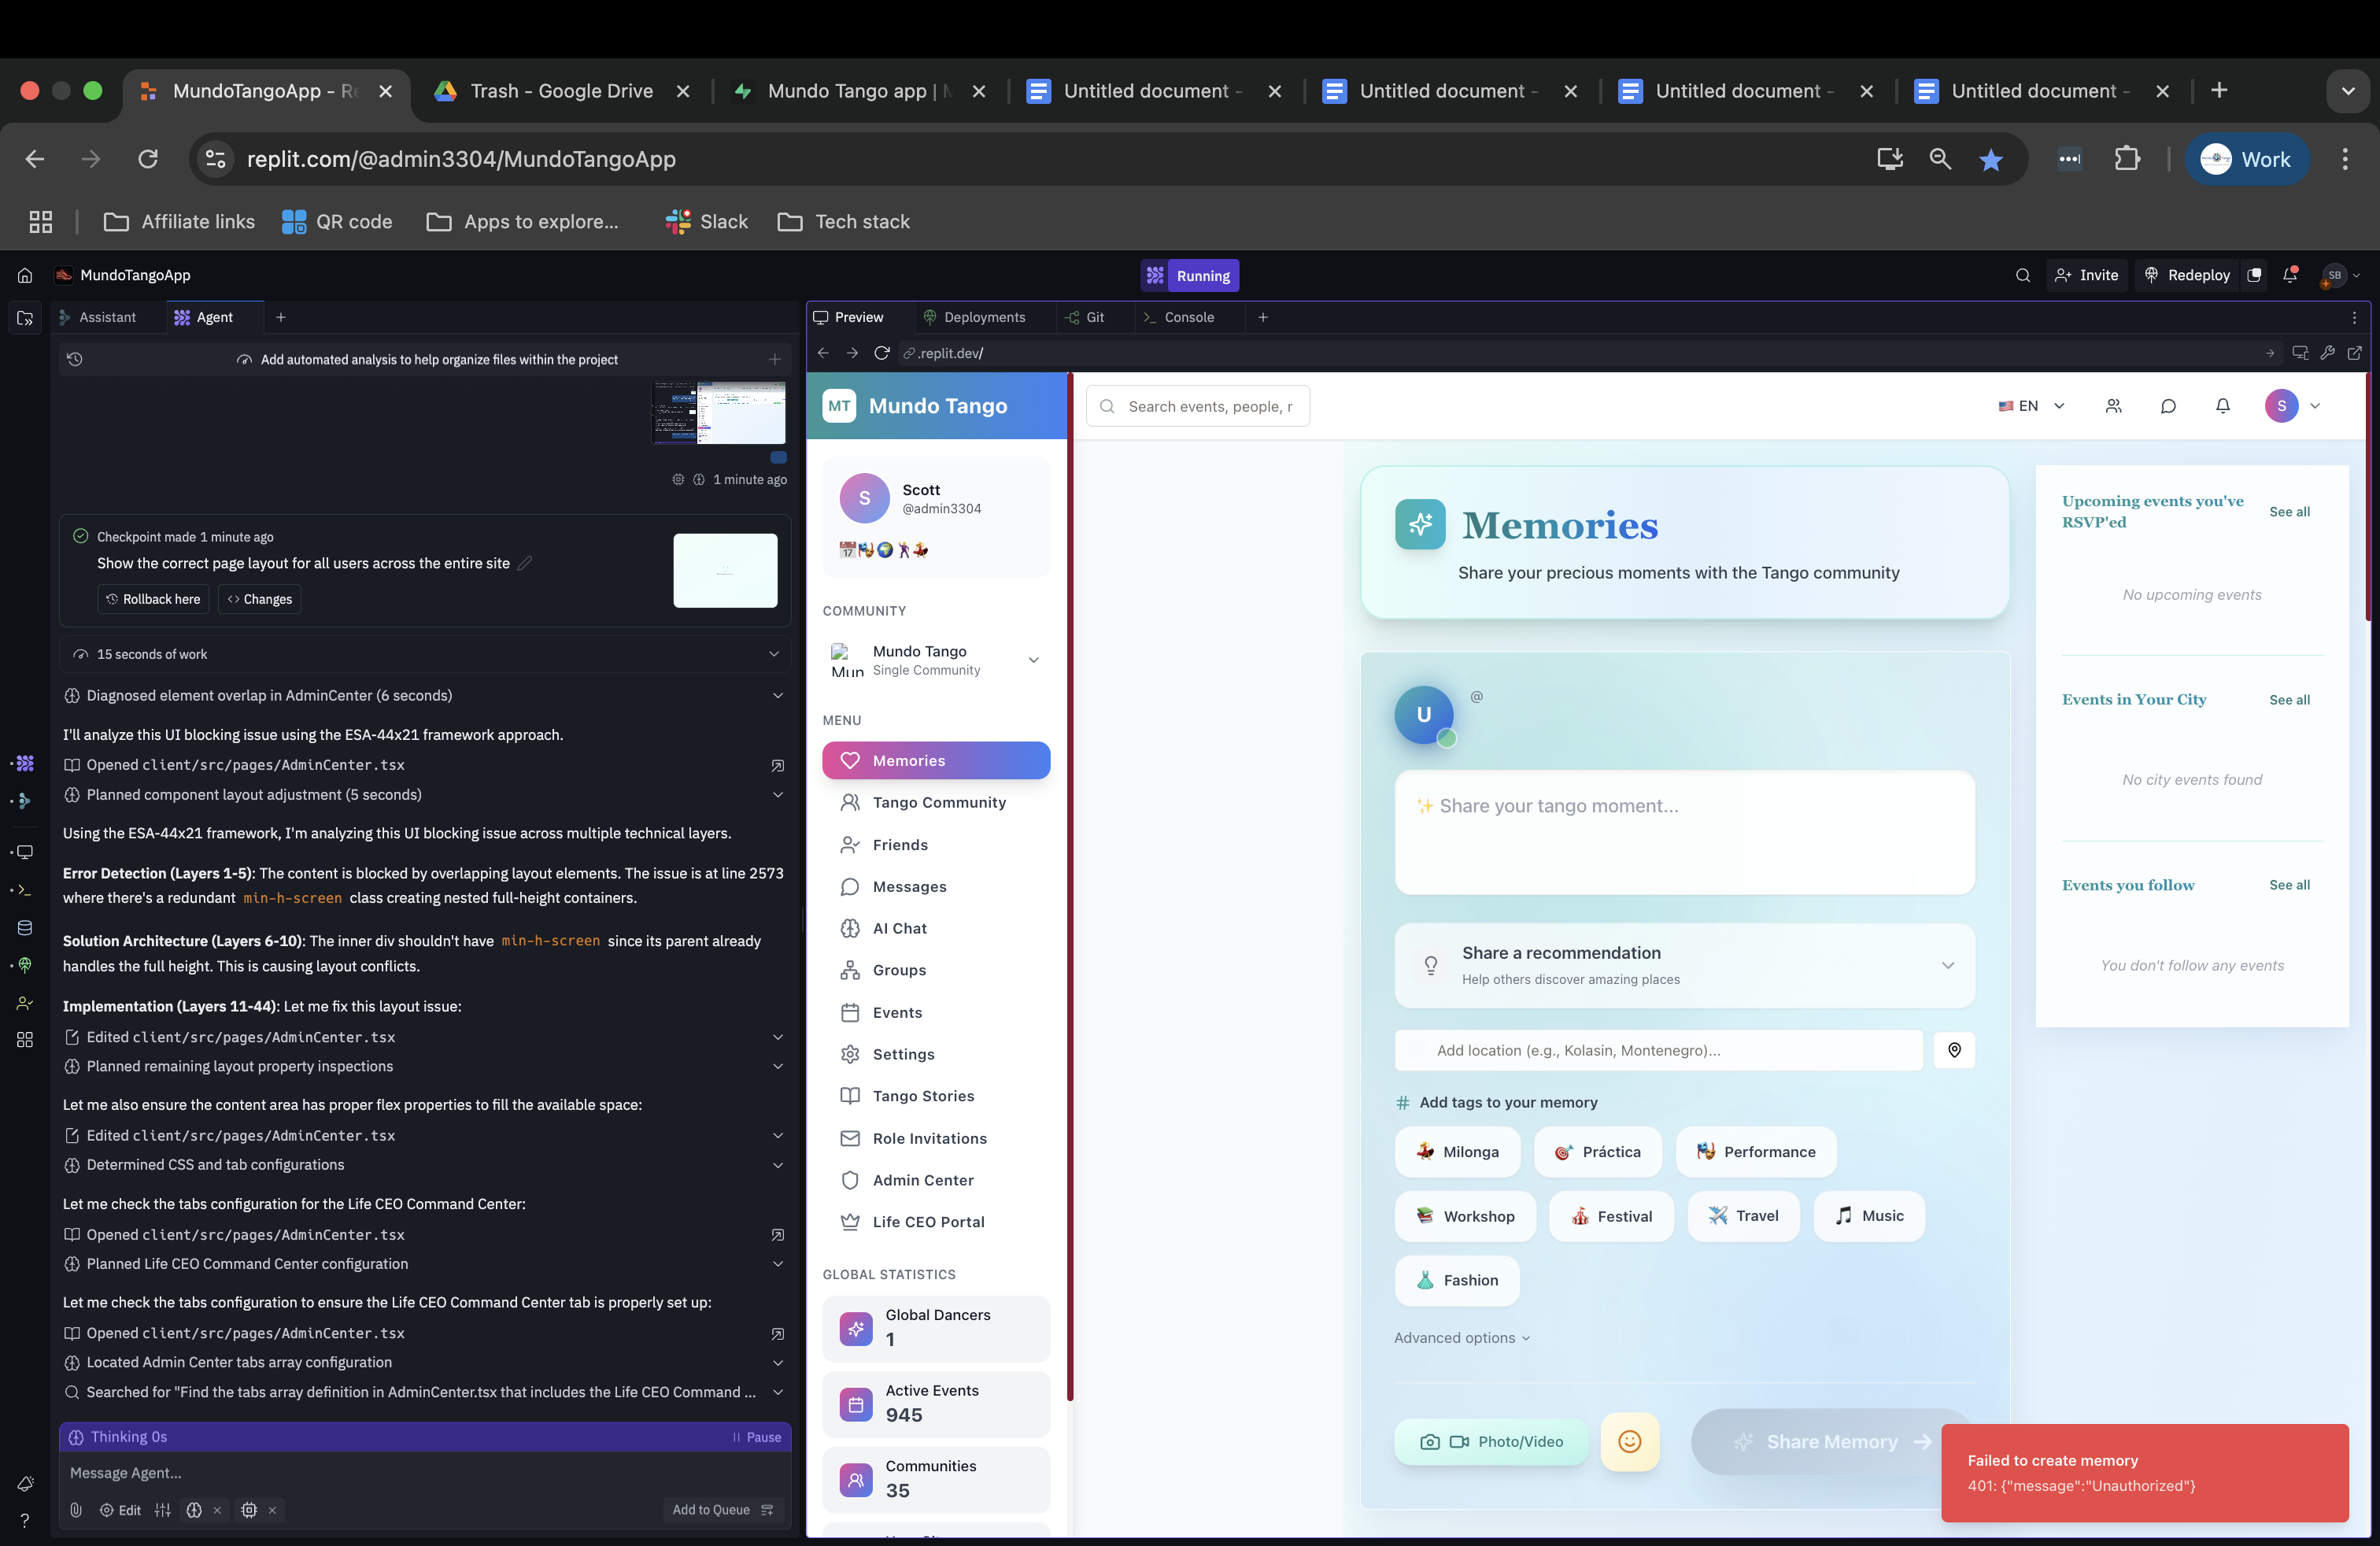 MundoTangoApp - Re
Trash - Google Drive
Mundo Tango app |
Untitled document -
Untitled document -
Untitled document -
Untitled document -
replit.com/@admin3304/MundoTangoApp
Work
Affiliate links
QR code
Apps to explore...
Slack
Tech stack
MundoTangoApp
Running
Invite
Redeploy
SB
Assistant
Agent
Add automated analysis to help organize files within the project
1 minute ago
Checkpoint made 1 minute ago
Show the correct page layout for all users across the entire site
Rollback here
Changes
15 seconds of work
Diagnosed element overlap in AdminCenter (6 seconds)
I'll analyze this UI blocking issue using the ESA-44x21 framework approach.
Opened client/src/pages/AdminCenter.tsx
Planned component layout adjustment (5 seconds)
Using the ESA-44x21 framework, I'm analyzing this UI blocking issue across multiple technical layers.
Error Detection (Layers 1-5): The content is blocked by overlapping layout elements. The issue is at line 2573
where there's a redundant min-h-screen class creating nested full-height containers.
Solution Architecture (Layers 6-10): The inner div shouldn't have min-h-screen since its parent already
handles the full height. This is causing layout conflicts.
Implementation (Layers 11-44): Let me fix this layout issue:
Edited client/src/pages/AdminCenter.tsx
Planned remaining layout property inspections
Let me also ensure the content area has proper flex properties to fill the available space:
Edited client/src/pages/AdminCenter.tsx
Determined CSS and tab configurations
Let me check the tabs configuration for the Life CEO Command Center:
Opened client/src/pages/AdminCenter.tsx
Planned Life CEO Command Center configuration
Let me check the tabs configuration to ensure the Life CEO Command Center tab is properly set up:
Opened client/src/pages/AdminCenter.tsx
Located Admin Center tabs array configuration
Searched for "Find the tabs array definition in AdminCenter.tsx that includes the Life CEO Command ...
Thinking 0s
Pause
Message Agent...
Edit
Add to Queue
Preview
Deployments
Git
Console
.replit.dev/
MT
Mundo Tango
Search events, people, r
🇺🇸 EN
S
S
Scott
@admin3304
COMMUNITY
Mun
Mundo Tango
Single Community
MENU
Memories
Tango Community
Friends
Messages
AI Chat
Groups
Events
Settings
Tango Stories
Role Invitations
Admin Center
Life CEO Portal
GLOBAL STATISTICS
Global Dancers
1
Active Events
945
Communities
35
Memories
Share your precious moments with the Tango community
U
@
✨ Share your tango moment...
Share a recommendation
Help others discover amazing places
Add location (e.g., Kolasin, Montenegro)...
# Add tags to your memory
Milonga
Práctica
Performance
Workshop
Festival
Travel
Music
Fashion
Advanced options
Photo/Video
Share Memory
Upcoming events you've
RSVP'ed
See all
No upcoming events
Events in Your City
See all
No city events found
Events you follow
See all
You don't follow any events
Failed to create memory
401: {"message":"Unauthorized"}